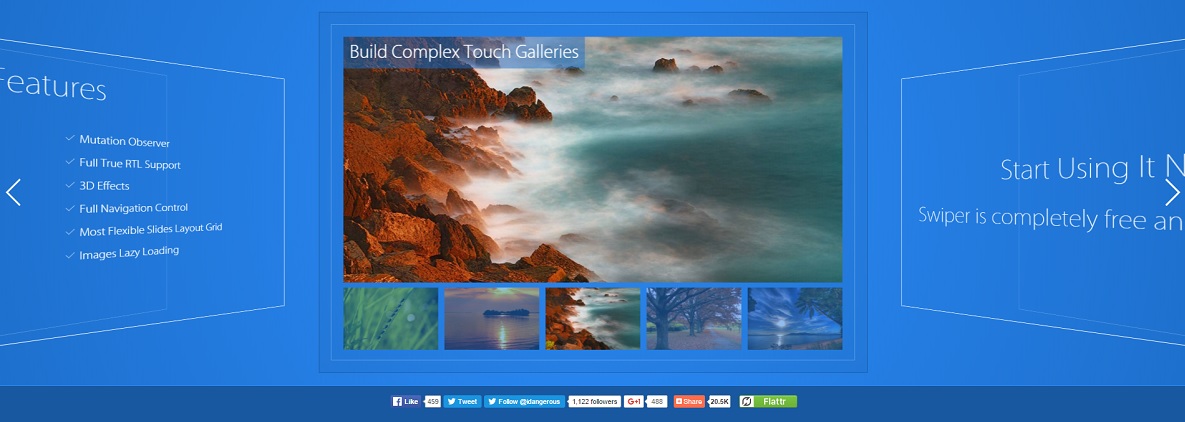 Features
Mutation Observer
Full True RTL Support
3D Effects
Full Navigation Control
Most Flexible Slides Layout Grid
Images Lazy Loading
Build Complex Touch Galleries
Start Using It N
Swiper is completely free an
Like 459 Tweet Follow @idangerous 1,122 followers G+1 488 Share 20.5K Flattr